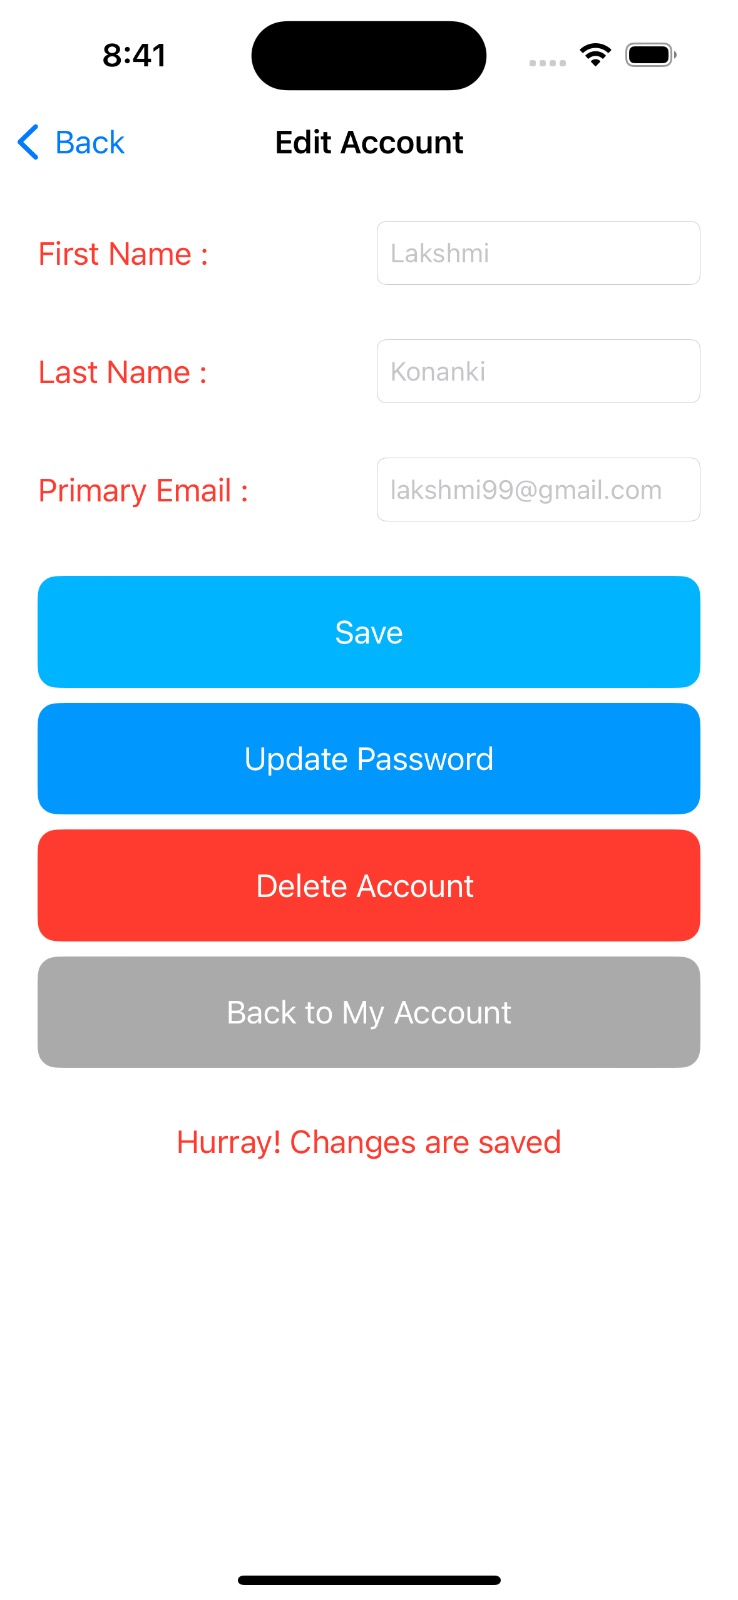 8:41
Back
Edit Account
First Name :
Lakshmi
Last Name :
Konanki
Primary Email :
lakshmi99@gmail.com
Save
Update Password
Delete Account
Back to My Account
Hurray! Changes are saved